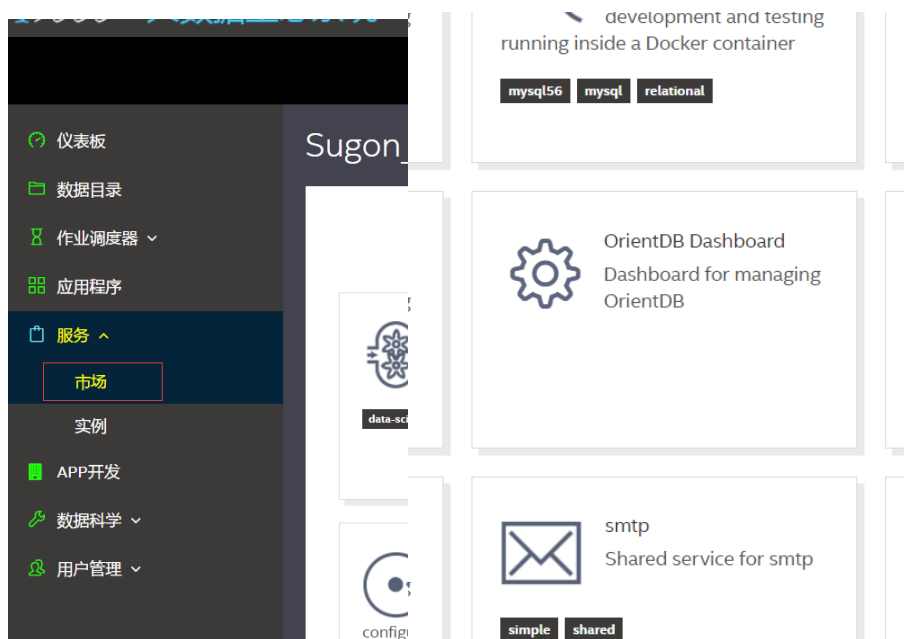 仪表板
数据目录
作业调度器
应用程序
服务
市场
实例
APP开发
数据科学
用户管理
Sugon_
data-sci
config
development and testing
running inside a Docker container
mysql56 mysql relational
OrientDB Dashboard
Dashboard for managing
OrientDB
smtp
Shared service for smtp
simple shared